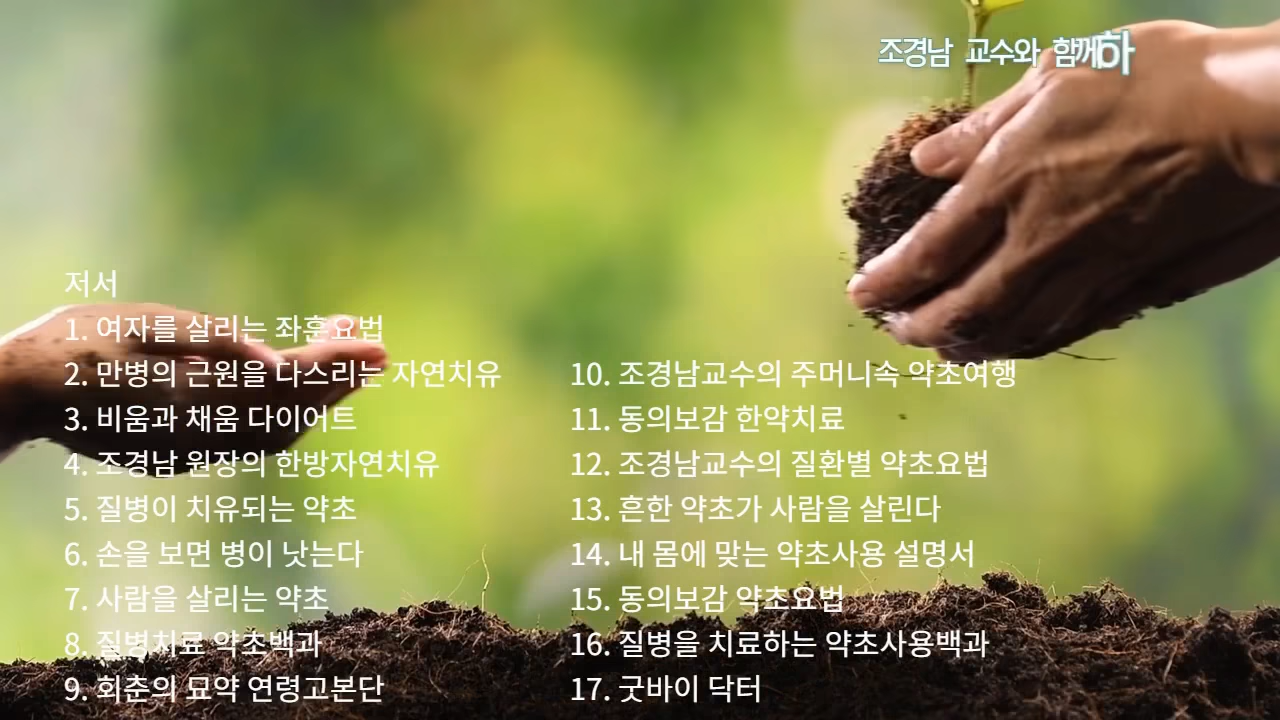 조경남 교수와 함께하
저서
1. 여자를 살리는 좌훈요법
2. 만병의 근원을 다스리는 자연치유
3. 비움과 채움 다이어트
4. 조경남 원장의 한방자연치유
5. 질병이 치유되는 약초
6. 손을 보면 병이 낫는다
7. 사람을 살리는 약초
8. 질병치료 약초백과
9. 회춘의 묘약 연령고본단
10. 조경남교수의 주머니속 약초여행
11. 동의보감 한약치료
12. 조경남교수의 질환별 약초요법
13. 흔한 약초가 사람을 살린다
14. 내 몸에 맞는 약초사용 설명서
15. 동의보감 약초요법
16. 질병을 치료하는 약초사용백과
17. 굿바이 닥터